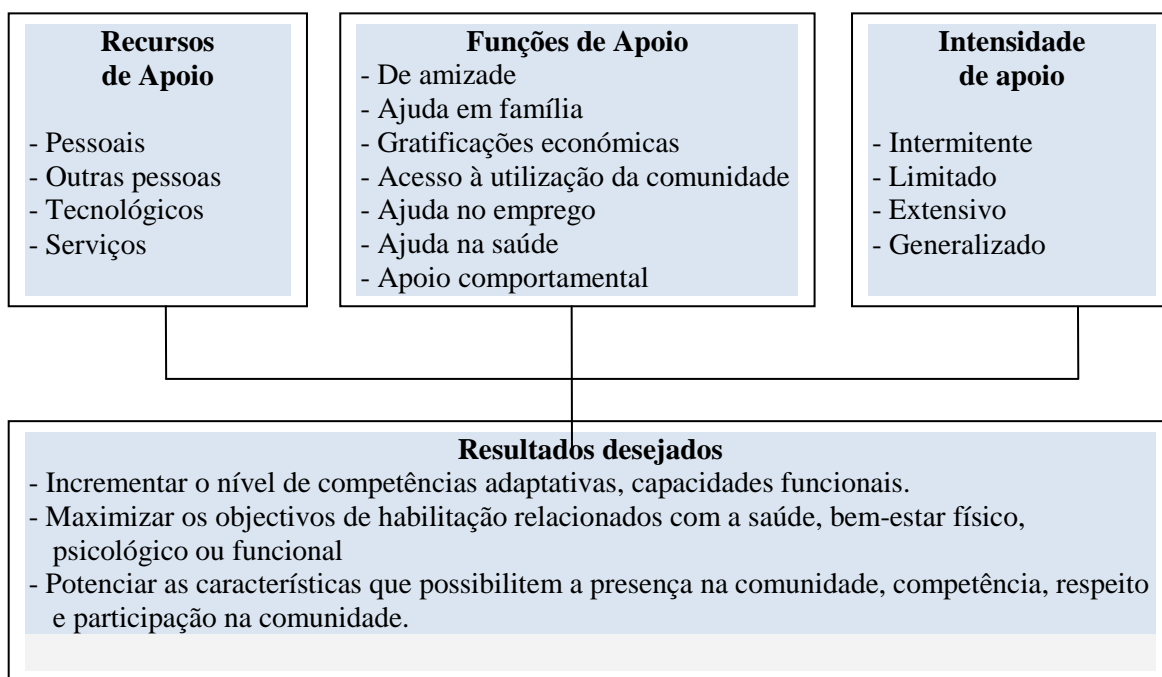 Recursos
de Apoio
- Pessoais
- Outras pessoas
- Tecnológicos
- Serviços
Funções de Apoio
- De amizade
- Ajuda em família
- Gratificações económicas
- Acesso à utilização da comunidade
- Ajuda no emprego
- Ajuda na saúde
- Apoio comportamental
Intensidade
de apoio
- Intermitente
- Limitado
- Extensivo
- Generalizado
Resultados desejados
- Incrementar o nível de competências adaptativas, capacidades funcionais.
- Maximizar os objectivos de habilitação relacionados com a saúde, bem-estar físico,
psicológico ou funcional
- Potenciar as características que possibilitem a presença na comunidade, competência, respeito
e participação na comunidade.